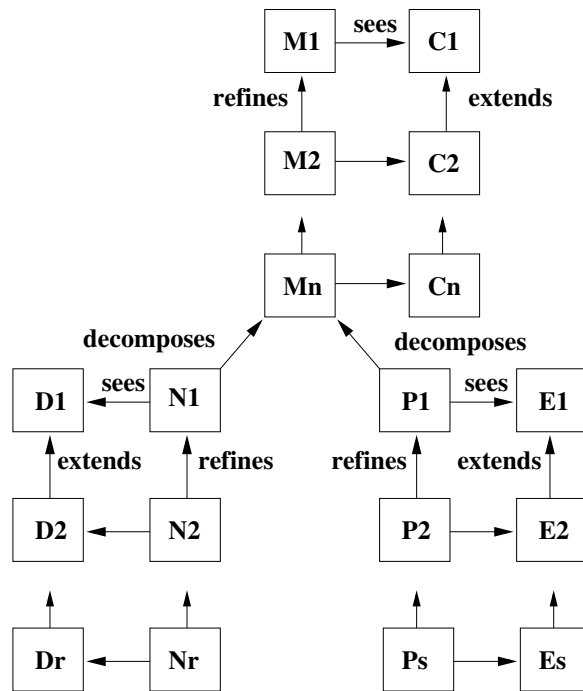 sees
M1 C1
refines extends
M2 C2
Mn Cn
decomposes decomposes
D1 sees N1 P1 sees E1
extends refines refines extends
D2 N2 P2 E2
Dr Nr Ps Es